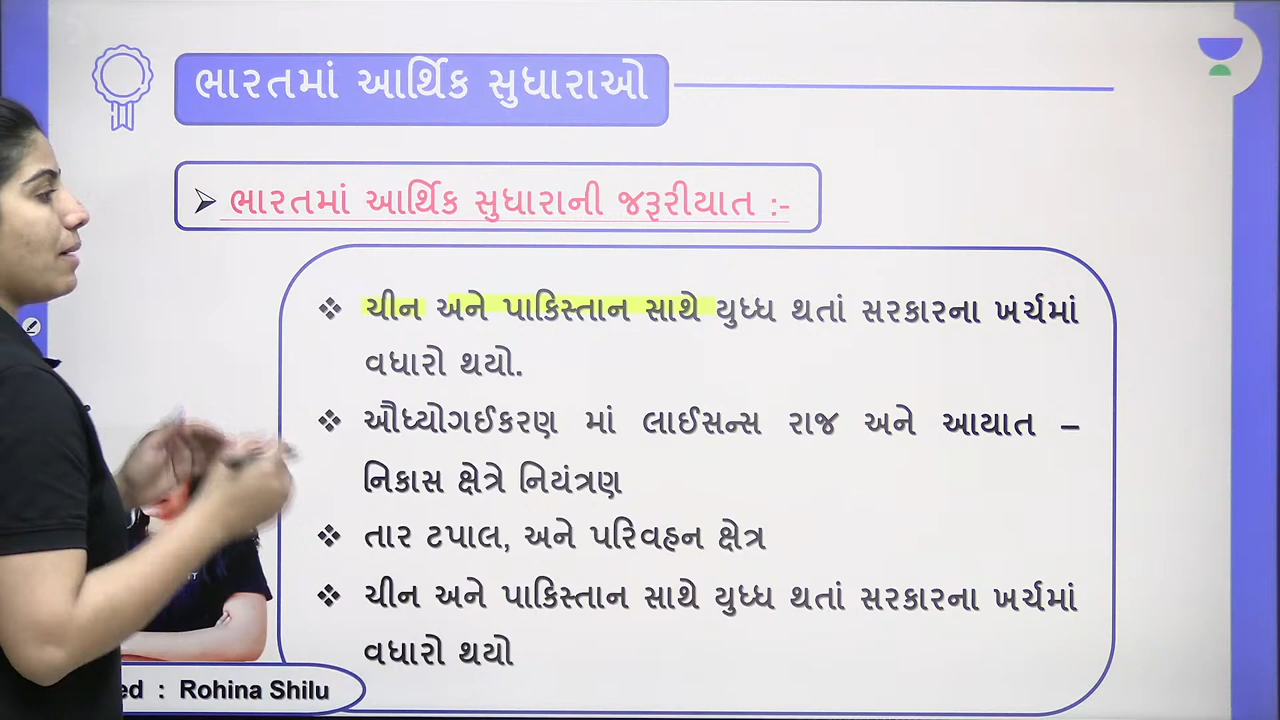 ભારતમાં આર્થિક સુધારાઓ
➢ ભારતમાં આર્થિક સુધારાની જરૂરીયાત :-
❖ ચીન અને પાકિસ્તાન સાથે યુધ્ધ થતાં સરકારના ખર્ચમાં
વધારો થયો.
❖ ઔધ્યોગઈકરણ માં લાઈસન્સ રાજ અને આયાત –
નિકાસ ક્ષેત્રે નિયંત્રણ
❖ તાર ટપાલ, અને પરિવહન ક્ષેત્ર
❖ ચીન અને પાકિસ્તાન સાથે યુધ્ધ થતાં સરકારના ખર્ચમાં
વધારો થયો
: Rohina Shilu